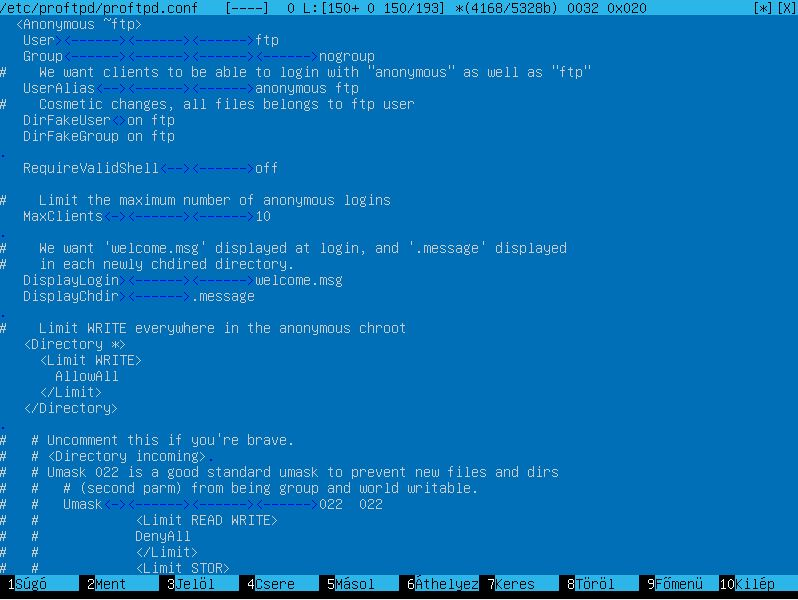 /etc/proftpd/proftpd.conf [----] 0 L:[150+ 0 150/193] *(4168/5328b) 0032 0x020 [*][X]
<Anonymous ~ftp>
User<------><------><------>ftp
Group<-----><------><------><------>nogroup
# We want clients to be able to login with "anonymous" as well as "ftp"
UserAlias<--><------><------>anonymous ftp
# Cosmetic changes, all files belongs to ftp user
DirFakeUser<>on ftp
DirFakeGroup on ftp
.
RequireValidShell<--><------>off
# Limit the maximum number of anonymous logins
MaxClients<-><------><------>10
.
# We want 'welcome.msg' displayed at login, and '.message' displayed
# in each newly chdired directory.
DisplayLogin><------><------>welcome.msg
DisplayChdir><------>.message
.
# Limit WRITE everywhere in the anonymous chroot
<Directory *>
<Limit WRITE>
AllowAll
</Limit>
</Directory>
.
# # Uncomment this if you're brave.
# # <Directory incoming>.
# # Umask 022 is a good standard umask to prevent new files and dirs
# # # (second parm) from being group and world writable.
# # Umask<-><------><------><------>022 022
# # <Limit READ WRITE>
# # DenyAll
# # </Limit>
# # <Limit STOR>
1Súgó 2Ment 3Jelöl 4Csere 5Másol 6Áthelyez 7Keres 8Töröl 9Főmenü 10Kilép